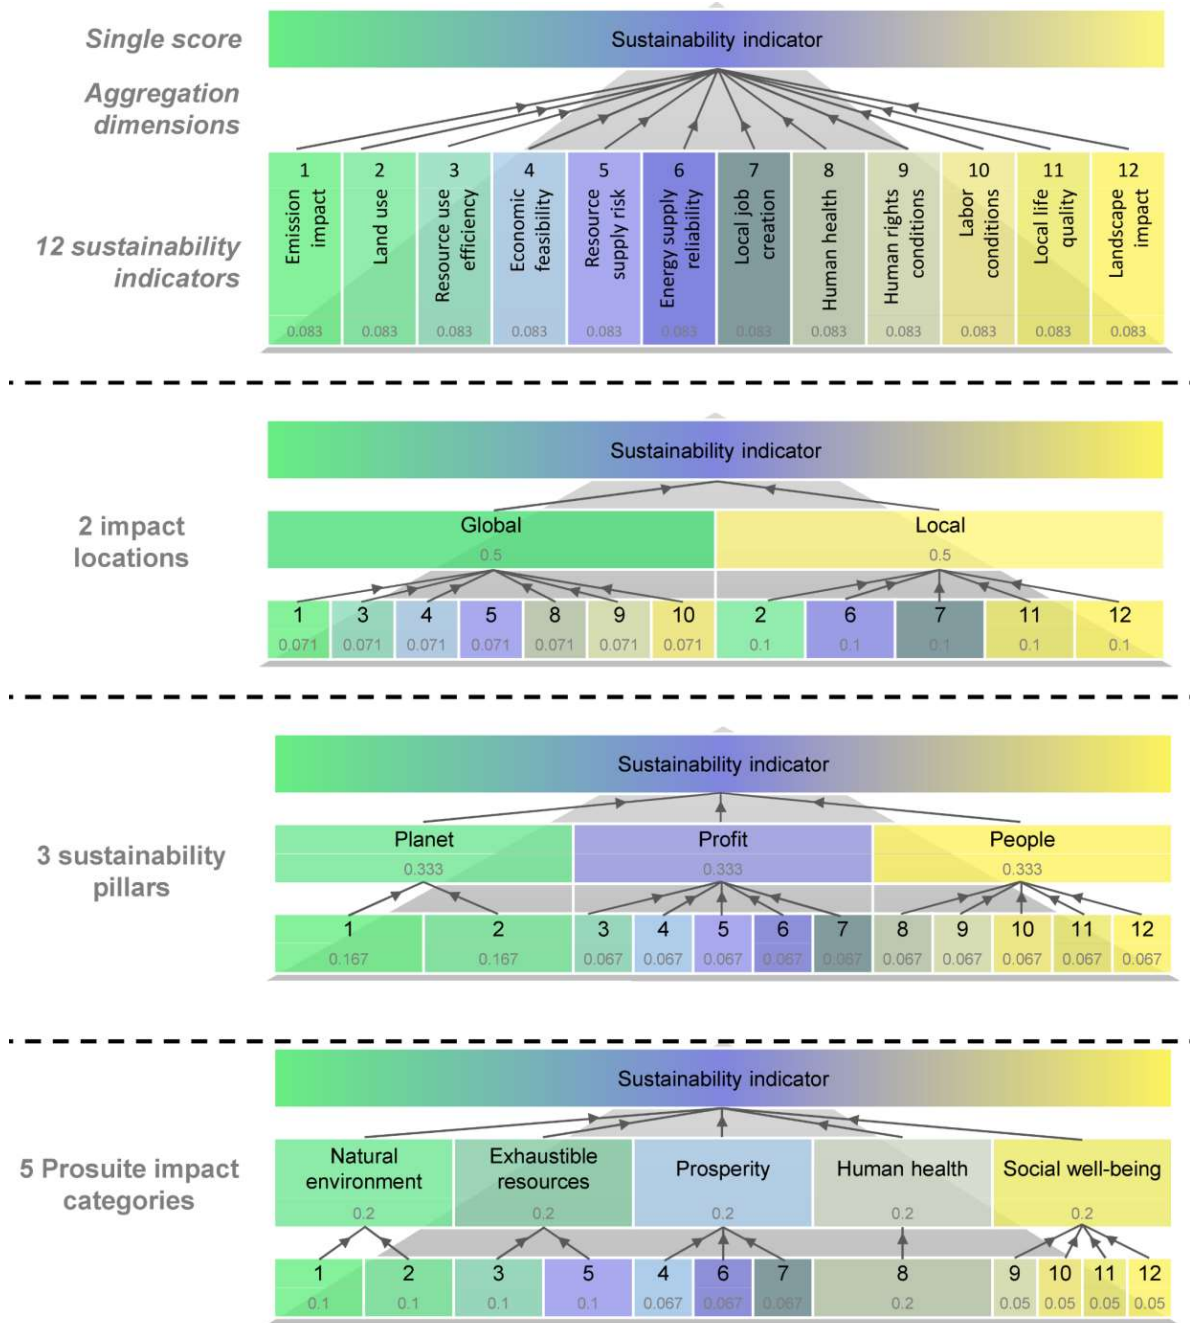 Single score
Sustainability indicator
Aggregation
dimensions
1 2 3 4 5 6 7 8 9 10 11 12
Emission
impact
Land use
Resource use
efficiency
Economic
feasibility
Resource
supply risk
Energy supply
reliability
Local job
creation
Human health
Human rights
conditions
Labor
conditions
Local life
quality
Landscape
impact
12 sustainability
indicators
0.083 0.083 0.083 0.083 0.083 0.083 0.083 0.083 0.083 0.083 0.083 0.083
Sustainability indicator
2 impact
locations
Global Local
0.5 0.5
1 3 4 5 8 9 10 2 6 7 11 12
0.071 0.071 0.071 0.071 0.071 0.071 0.071 0.1 0.1 0.1 0.1 0.1
Sustainability indicator
3 sustainability
pillars
Planet Profit People
0.333 0.333 0.333
1 2 3 4 5 6 7 8 9 10 11 12
0.167 0.167 0.067 0.067 0.067 0.067 0.067 0.067 0.067 0.067 0.067 0.067
Sustainability indicator
5 Prosuite impact
categories
Natural
environment
Exhaustible
resources
Prosperity
Human health
Social well-being
0.2 0.2 0.2 0.2 0.2
1 2 3 5 4 6 7 8 9 10 11 12
0.1 0.1 0.1 0.1 0.067 0.067 0.067 0.2 0.05 0.05 0.05 0.05